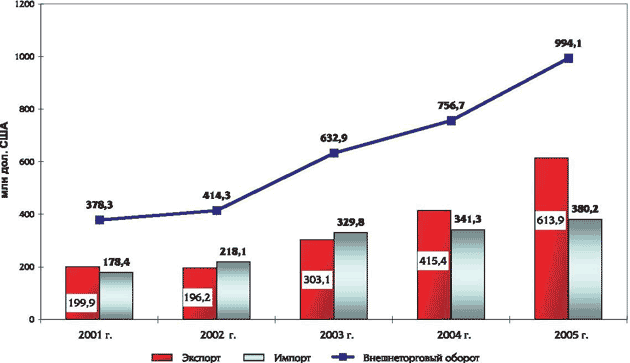 1200
1000
800
600
400
200
0
млн дол. США
378,3
414,3
632,9
756,7
994,1
199,9
178,4
196,2
218,1
303,1
329,8
415,4
341,3
613,9
380,2
2001 г.
2002 г.
2003 г.
2004 г.
2005 г.
Экспорт
Импорт
Внешнеторговый оборот